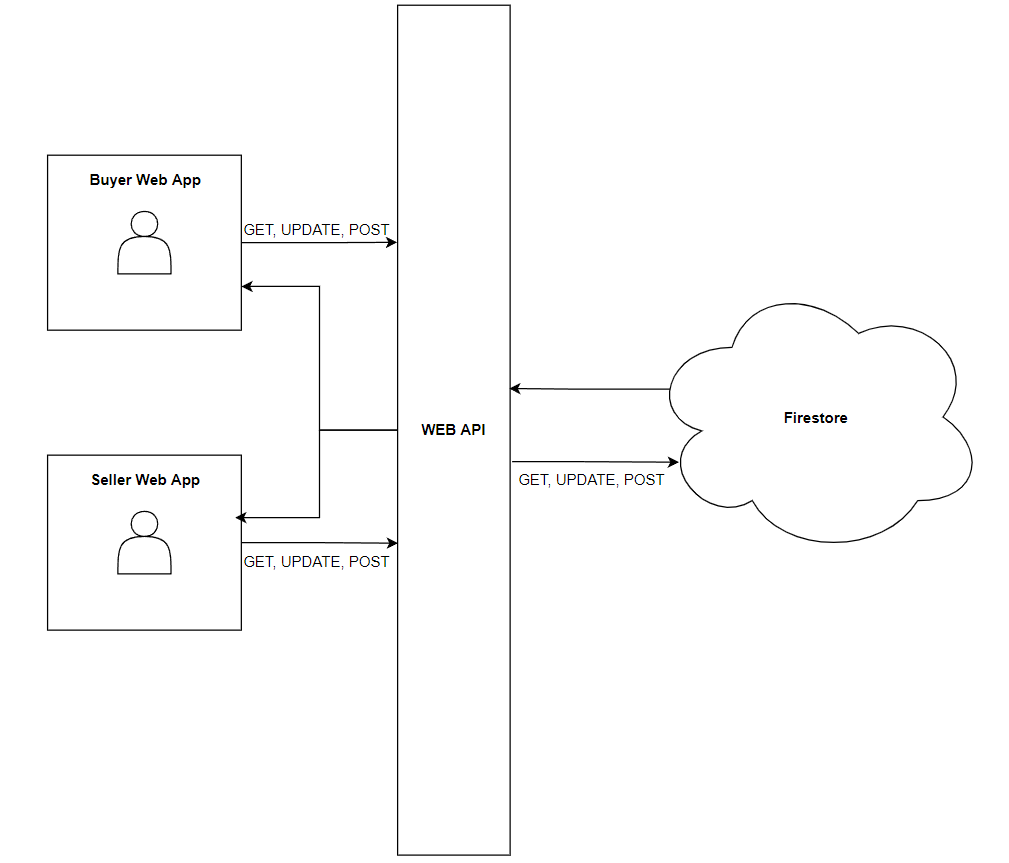 Buyer Web App
GET, UPDATE, POST
WEB API
Firestore
Seller Web App
GET, UPDATE, POST
GET, UPDATE, POST